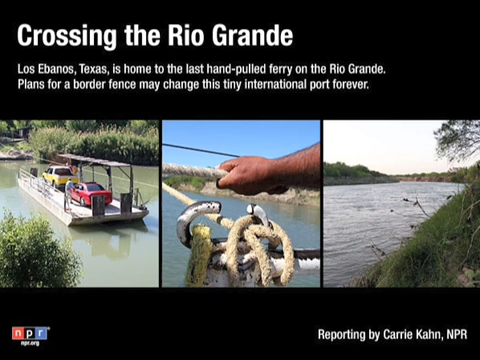 Crossing the Rio Grande
Los Ebanos, Texas, is home to the last hand-pulled ferry on the Rio Grande.
Plans for a border fence may change this tiny international port forever.
n p r
npr.org
Reporting by Carrie Kahn, NPR